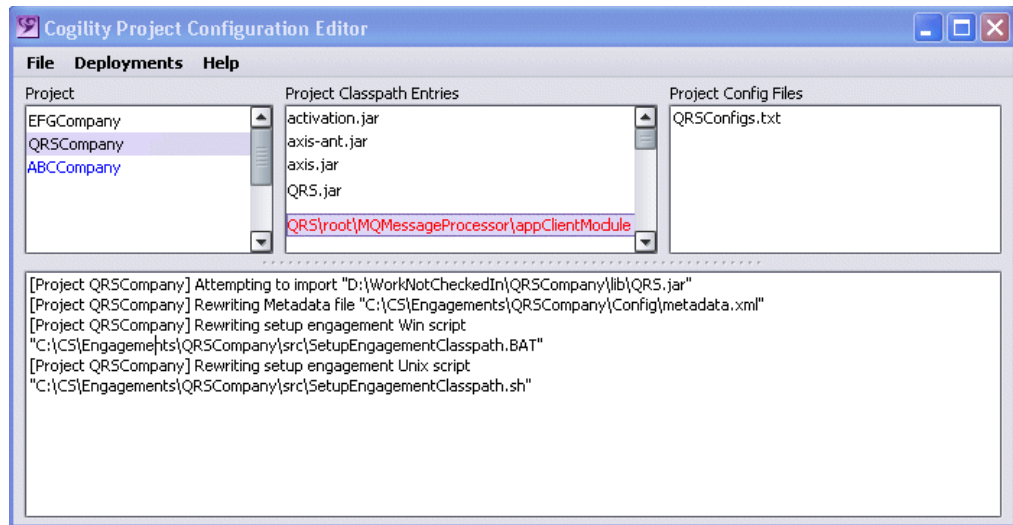 Cogility Project Configuration Editor
File Deployments Help
Project
EFGCompany
QRSCompany
ABCCompany
Project Classpath Entries
activation.jar
axis-ant.jar
axis.jar
QRS.jar
QRS\root\MQMessageProcessor\appClientModule
Project Config Files
QRSConfigs.txt
[Project QRSCompany] Attempting to import "D:\WorkNotCheckedIn\QRSCompany\lib\QRS.jar"
[Project QRSCompany] Rewriting Metadata file "C:\CS\Engagements\QRSCompany\Config\metadata.xml"
[Project QRSCompany] Rewriting setup engagement Win script
"C:\CS\Engagements\QRSCompany\src\SetupEngagementClasspath.BAT"
[Project QRSCompany] Rewriting setup engagement Unix script
"C:\CS\Engagements\QRSCompany\src\SetupEngagementClasspath.sh"